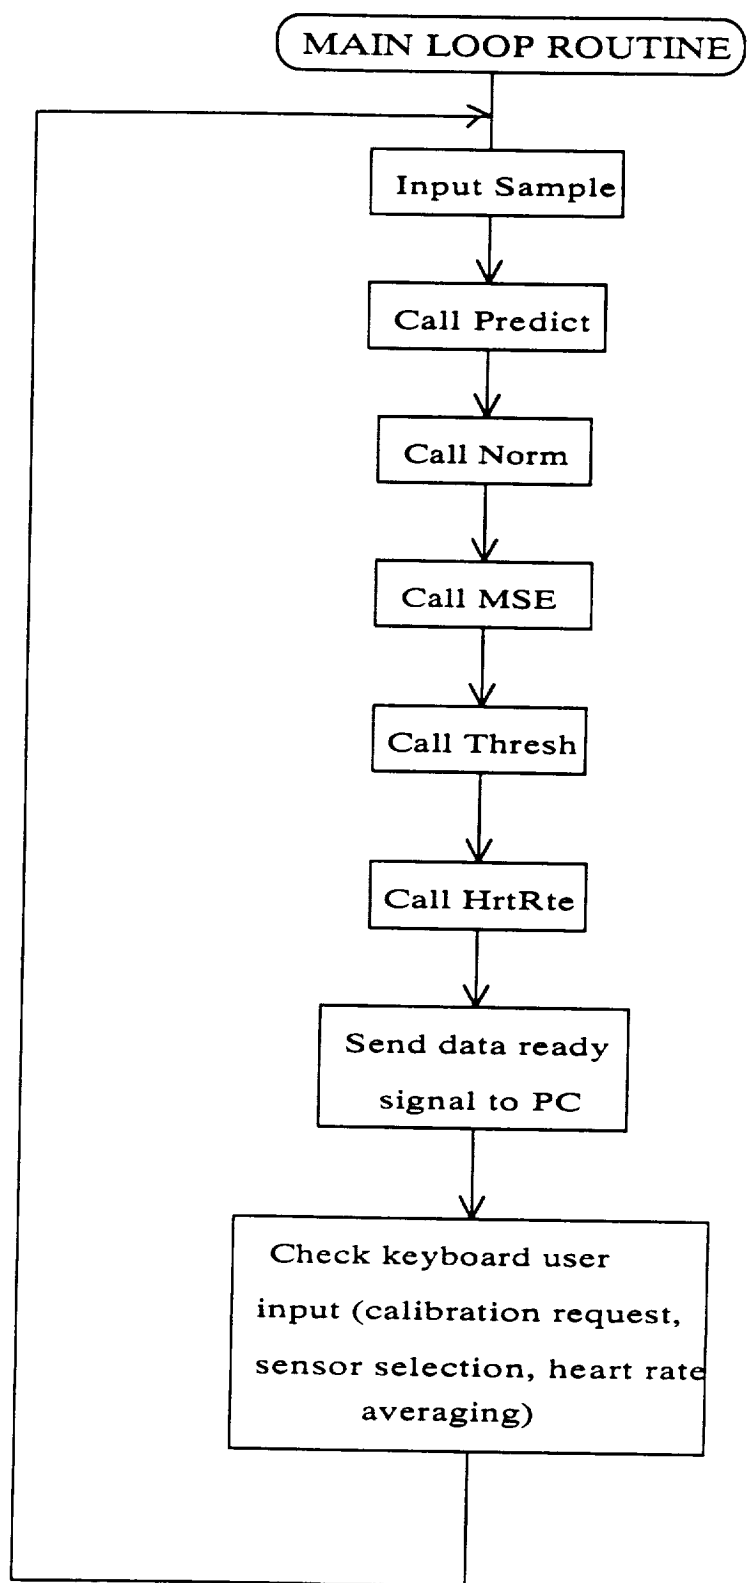 MAIN LOOP ROUTINE
Input Sample
Call Predict
Call Norm
Call MSE
Call Thresh
Call HrtRte
Send data ready
signal to PC
Check keyboard user
input (calibration request,
sensor selection, heart rate
averaging)